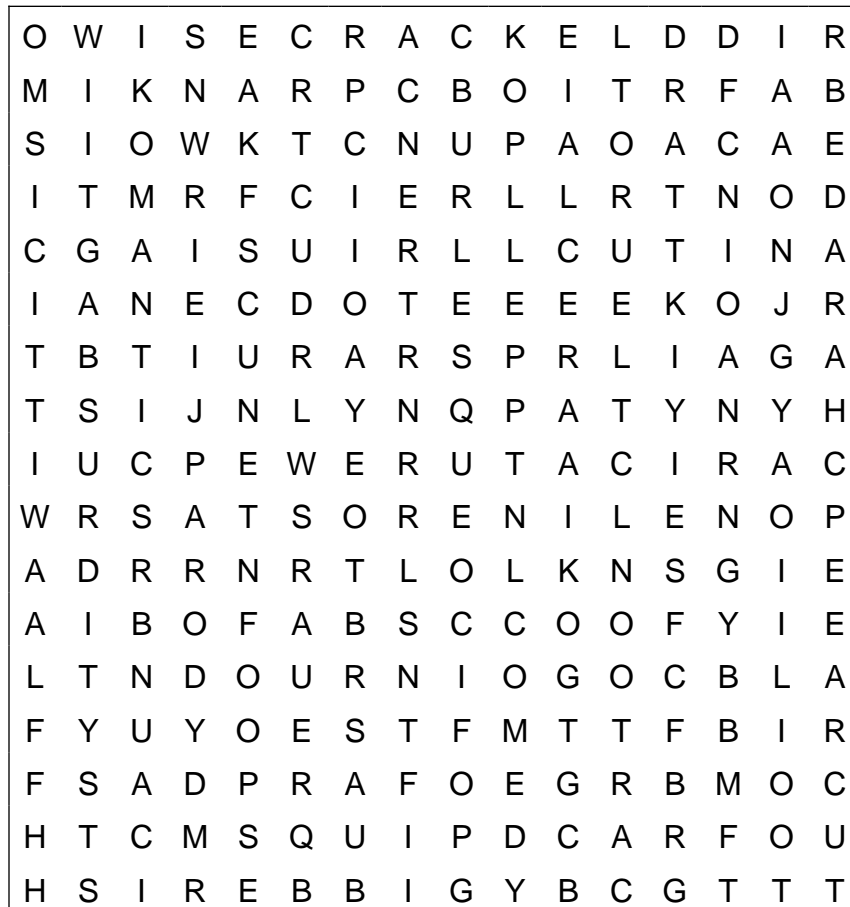 O W I S E C R A C K E L D D I R
M I K N A R P C B O I T R F A B
S I O W K T C N U P A O A C A E
I T M R F C I E R L L R T N O D
C G A I S U I R L L C U T I N A
I A N E C D O T E E E E K O J R
T B T I U R A R S P R L I A G A
T S I J N L Y N Q P A T Y N Y H
I U C P E W E R U T A C I R A C
W R S A T S O R E N I L E N O P
A D R R N R T L O L K N S G I E
A I B O F A B S C C O O F Y I E
L T N D O U R N I O G O C B L A
F Y U Y O E S T F M T T F B I R
F S A D P R A F O E G R B M O C
H T C M S Q U I P D C A R F O U
H S I R E B B I G Y B C G T T T